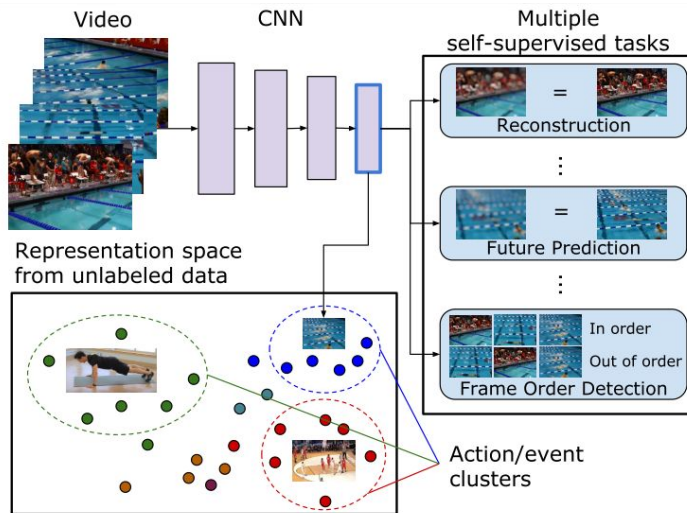 Video
CNN
Multiple
self-supervised tasks
=
Reconstruction
...
=
Future Prediction
...
In order
Out of order
Frame Order Detection
Representation space
from unlabeled data
Action/event
clusters